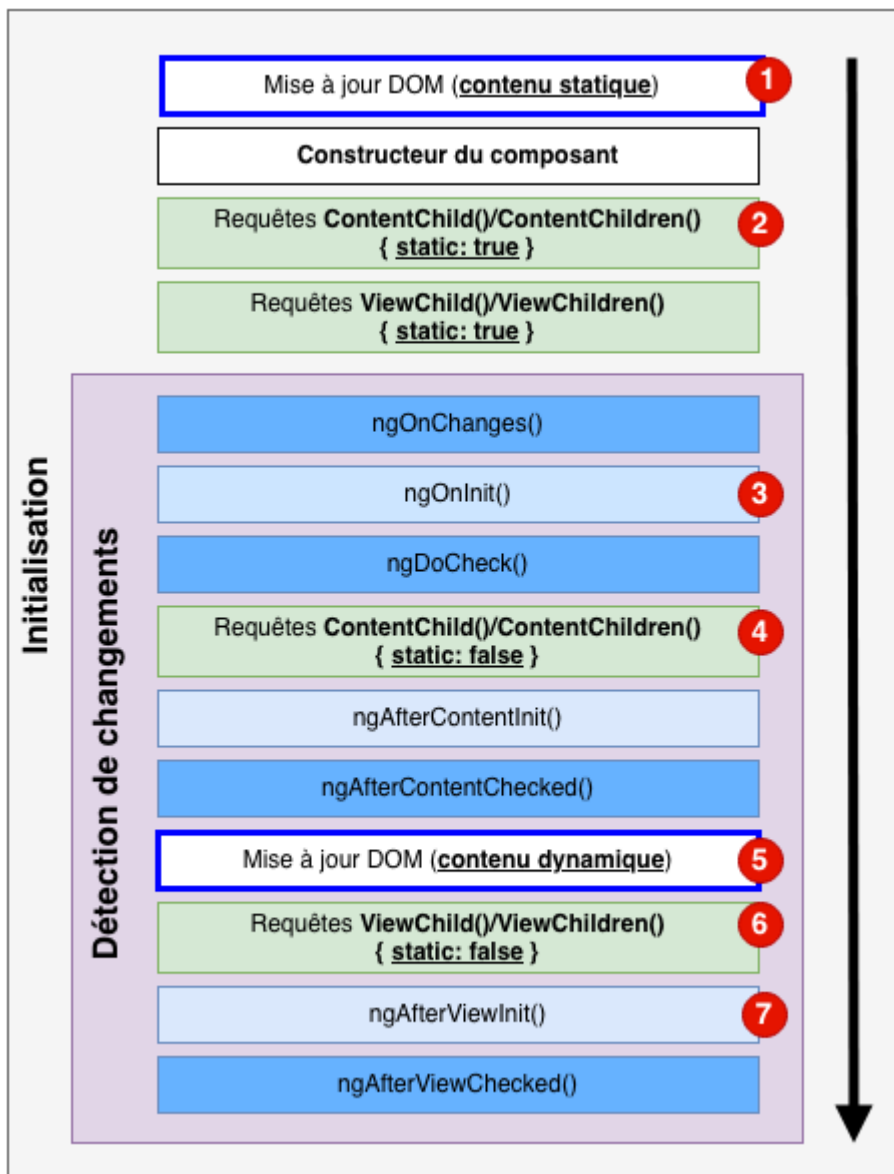 Mise à jour DOM (contenu statique)
1
Constructeur du composant
Requêtes ContentChild()/ContentChildren()
{ static: true }
2
Requêtes ViewChild()/ViewChildren()
{ static: true }
Initialisation
Détection de changements
ngOnChanges()
ngOnInit()
3
ngDoCheck()
Requêtes ContentChild()/ContentChildren()
{ static: false }
4
ngAfterContentInit()
ngAfterContentChecked()
Mise à jour DOM (contenu dynamique)
5
Requêtes ViewChild()/ViewChildren()
{ static: false }
6
ngAfterViewInit()
7
ngAfterViewChecked()